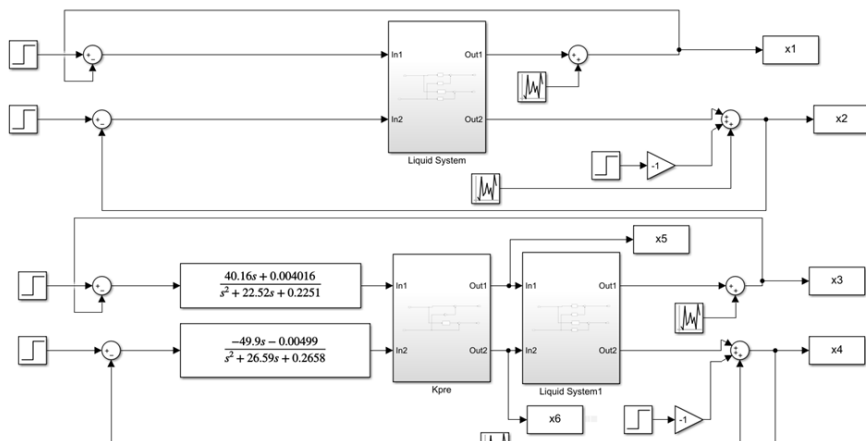 In1 Out1 x1
In2 Out2 x2
Liquid System
-1
x5
40.16s + 0.004016
s² + 22.52s + 0.2251
In1 Out1 In1 Out1 x3
-49.9s - 0.00499
s² + 26.59s + 0.2658
In2 Out2 In2 Out2 x4
Kpre Liquid System1
x6 -1